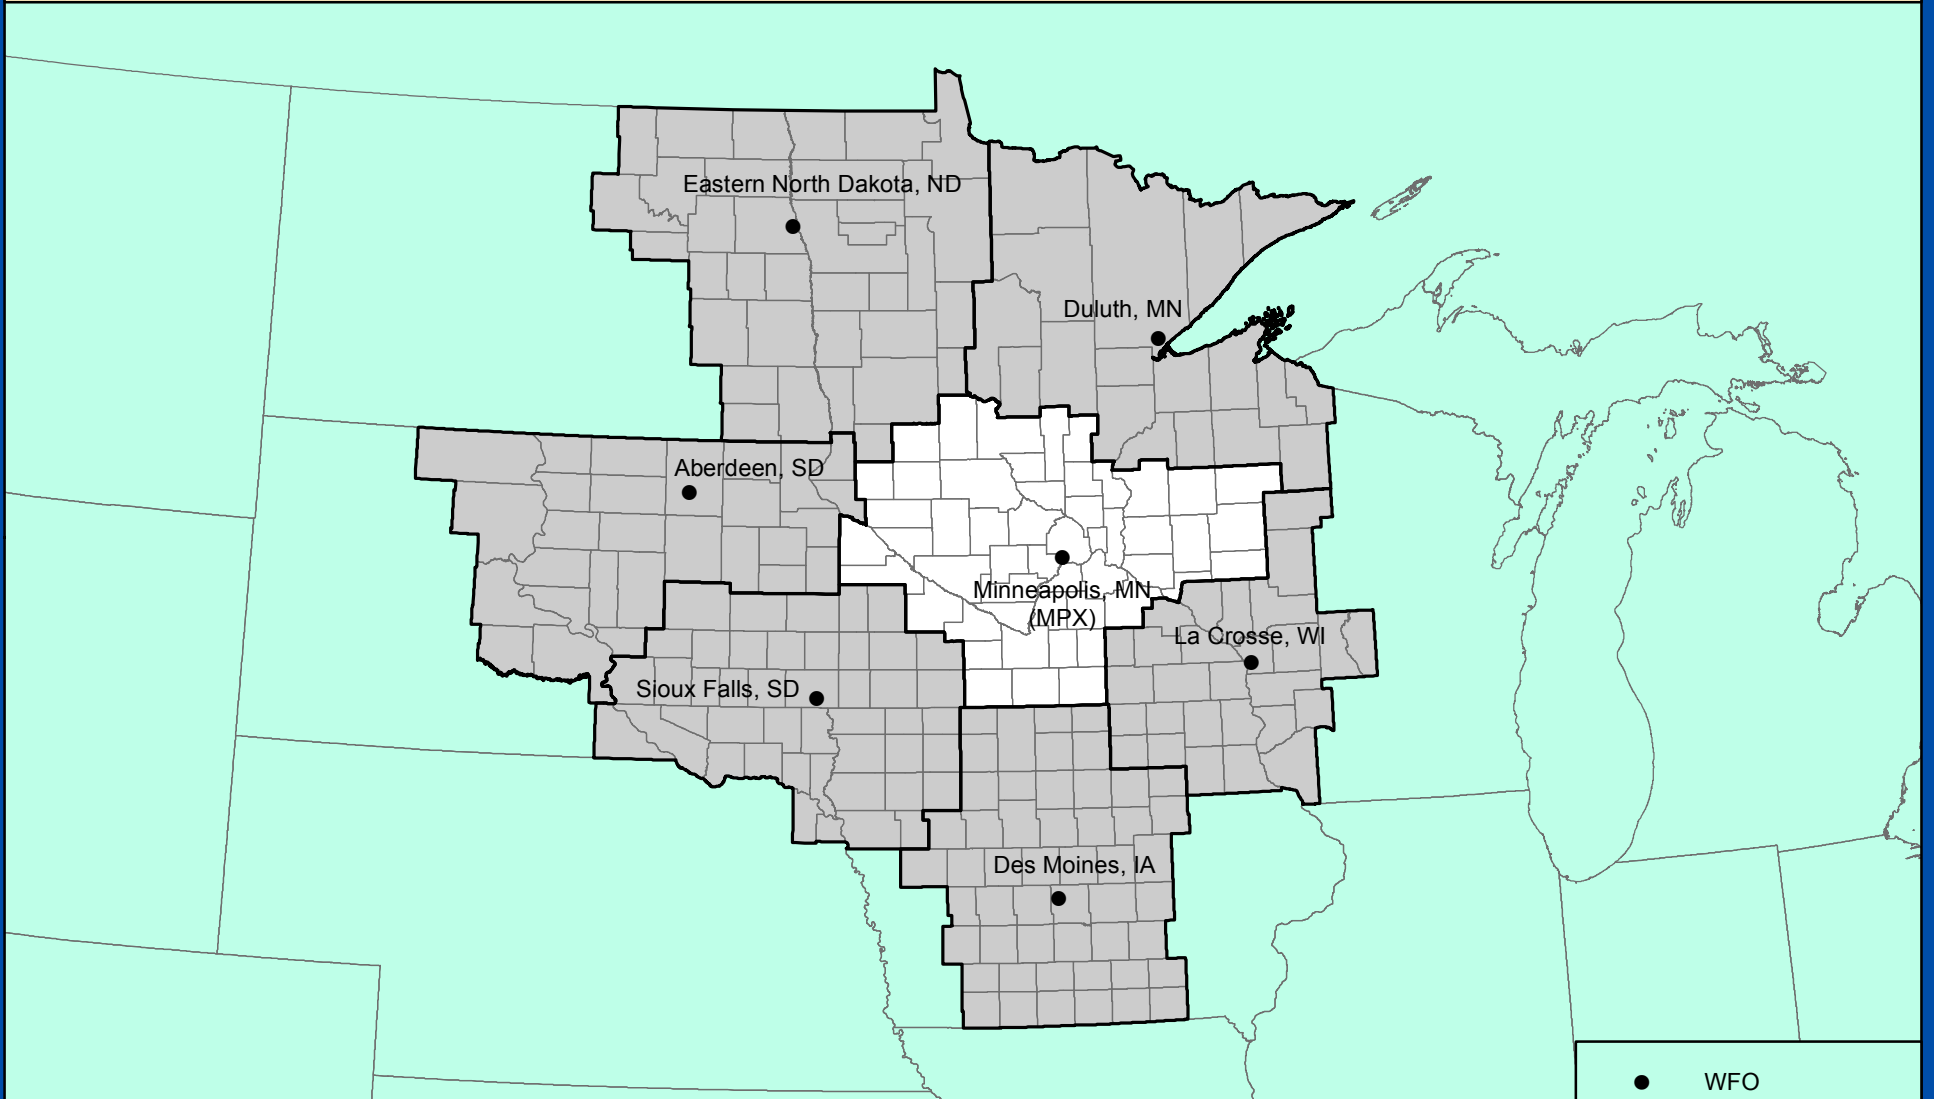 Eastern North Dakota, ND
Duluth, MN
Aberdeen, SD
Minneapolis, MN
(MPX)
La Crosse, WI
Sioux Falls, SD
Des Moines, IA
WFO